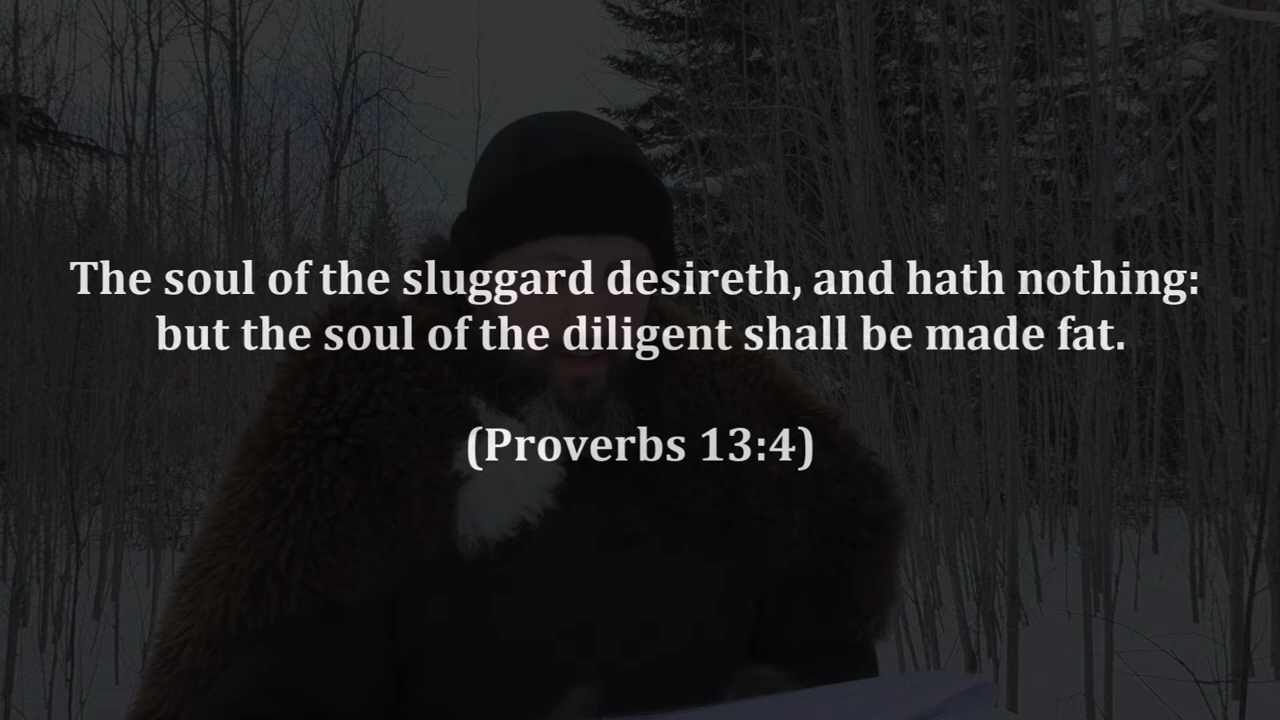 The soul of the sluggard desireth, and hath nothing:
but the soul of the diligent shall be made fat.
(Proverbs 13:4)